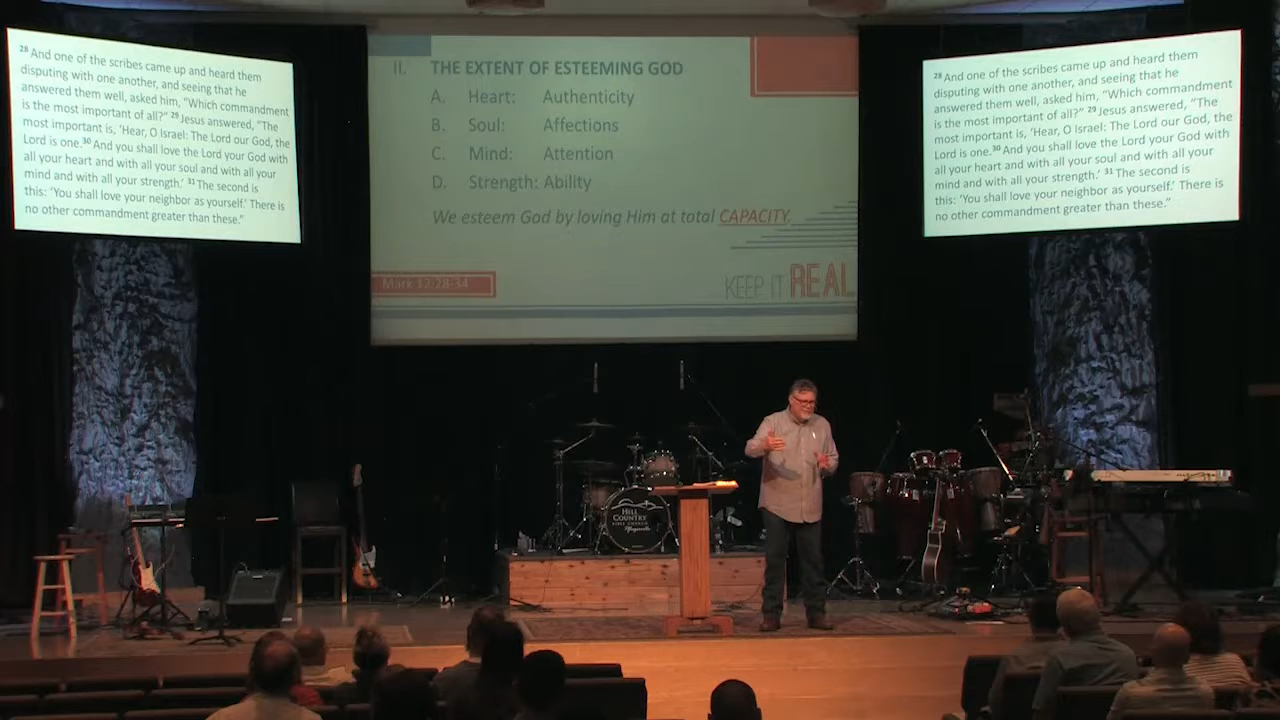 28 And one of the scribes came up and heard them
disputing with one another, and seeing that he
answered them well, asked him, “Which commandment
is the most important of all?” 29 Jesus answered, “The
most important is, ‘Hear, O Israel: The Lord our God, the
Lord is one. 30 And you shall love the Lord your God with
all your heart and with all your soul and with all your
mind and with all your strength.’ 31 The second is
this: ‘You shall love your neighbor as yourself.’ There is
no other commandment greater than these.”
II. THE EXTENT OF ESTEEMING GOD
A. Heart: Authenticity
B. Soul: Affections
C. Mind: Attention
D. Strength: Ability
We esteem God by loving Him at total CAPACITY.
Mark 12:28-34
KEEP IT REAL
28 And one of the scribes came up and heard them
disputing with one another, and seeing that he
answered them well, asked him, “Which commandment
is the most important of all?” 29 Jesus answered, “The
most important is, ‘Hear, O Israel: The Lord our God, the
Lord is one. 30 And you shall love the Lord your God with
all your heart and with all your soul and with all your
mind and with all your strength.’ 31 The second is
this: ‘You shall love your neighbor as yourself.’ There is
no other commandment greater than these.”
HILL
COUNTRY
BIBLE CHURCH
Pflugerville